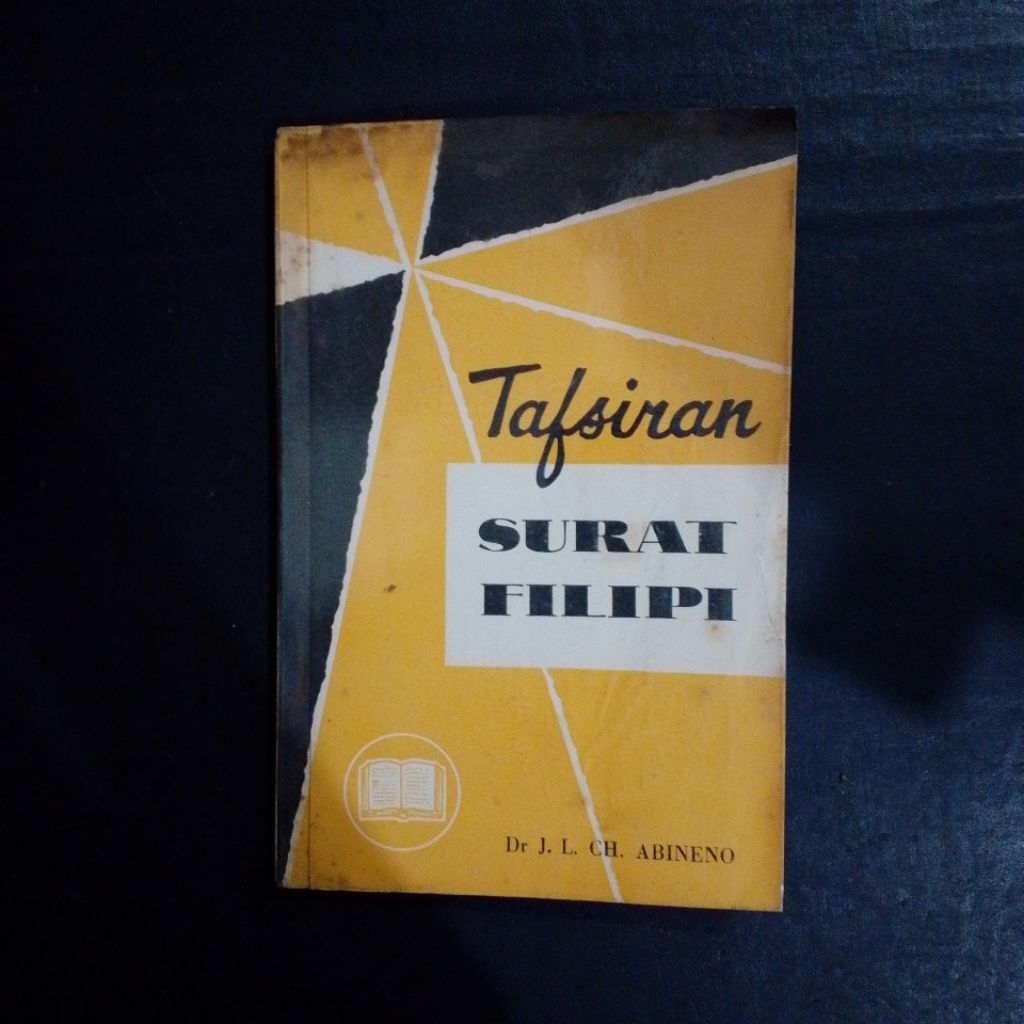 Tafsiran
SURAT
FILIPI
Dr J. L. CH. ABINENO